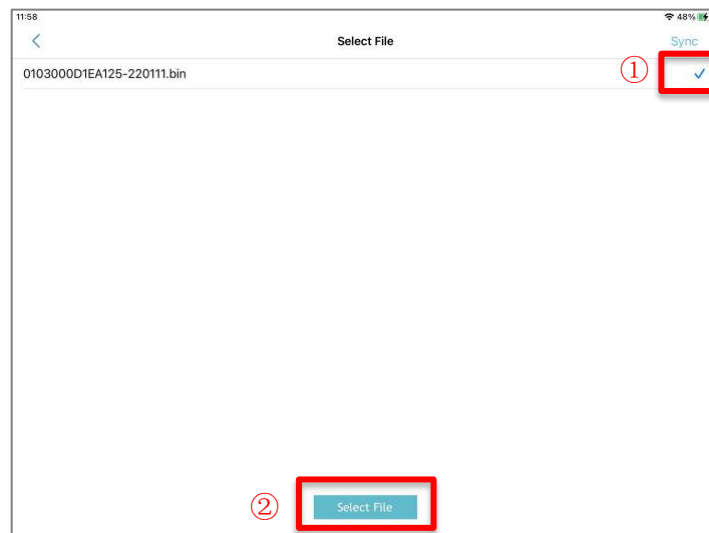 11:58 48%
Select File Sync
0103000D1EA125-220111.bin ①
② Select File